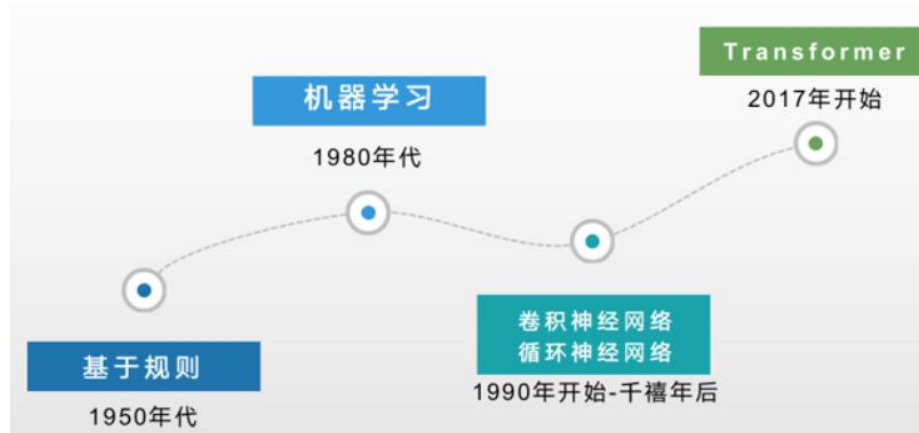 基于规则
1950年代
机器学习
1980年代
卷积神经网络
循环神经网络
1990年开始-千禧年后
Transformer
2017年开始